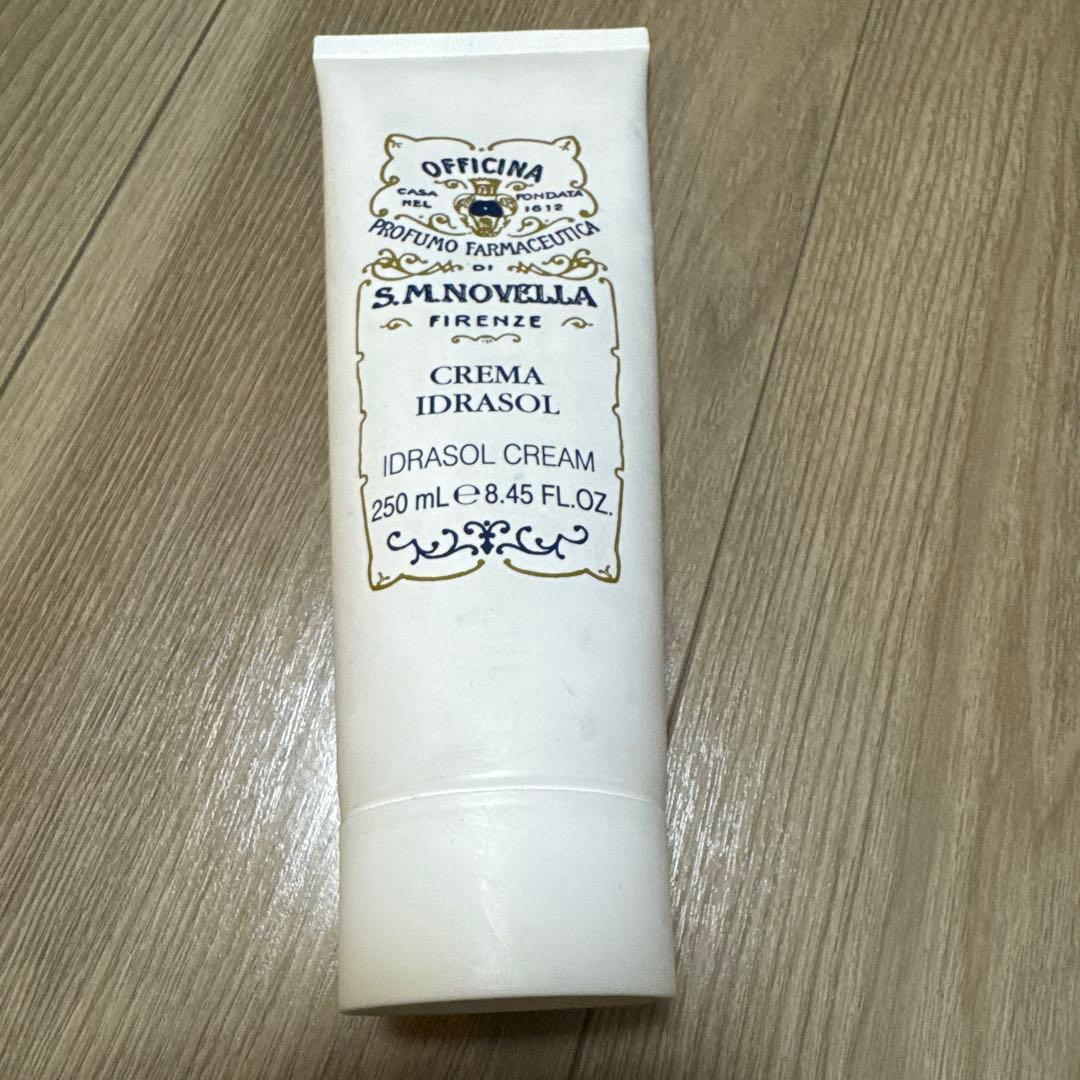 OFFICINA
CASA FONDATA
NEL 1612
PROFUMO FARMACEUTICA
DI
S.M.NOVELLA
FIRENZE
CREMA
IDRASOL
IDRASOL CREAM
250 mL e 8.45 FL.OZ.